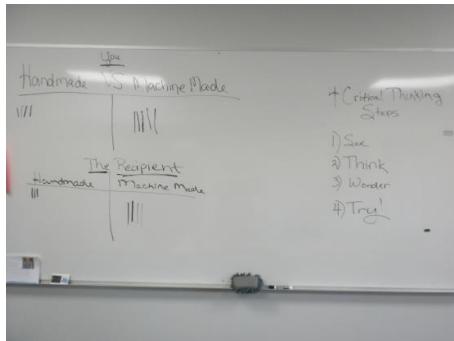 You
Handmade VS Machine Made
The Recipient
Handmade Machine Made
4 Critical Thinking
Steps
1) See
2) Think
3) Wonder
4) Try!